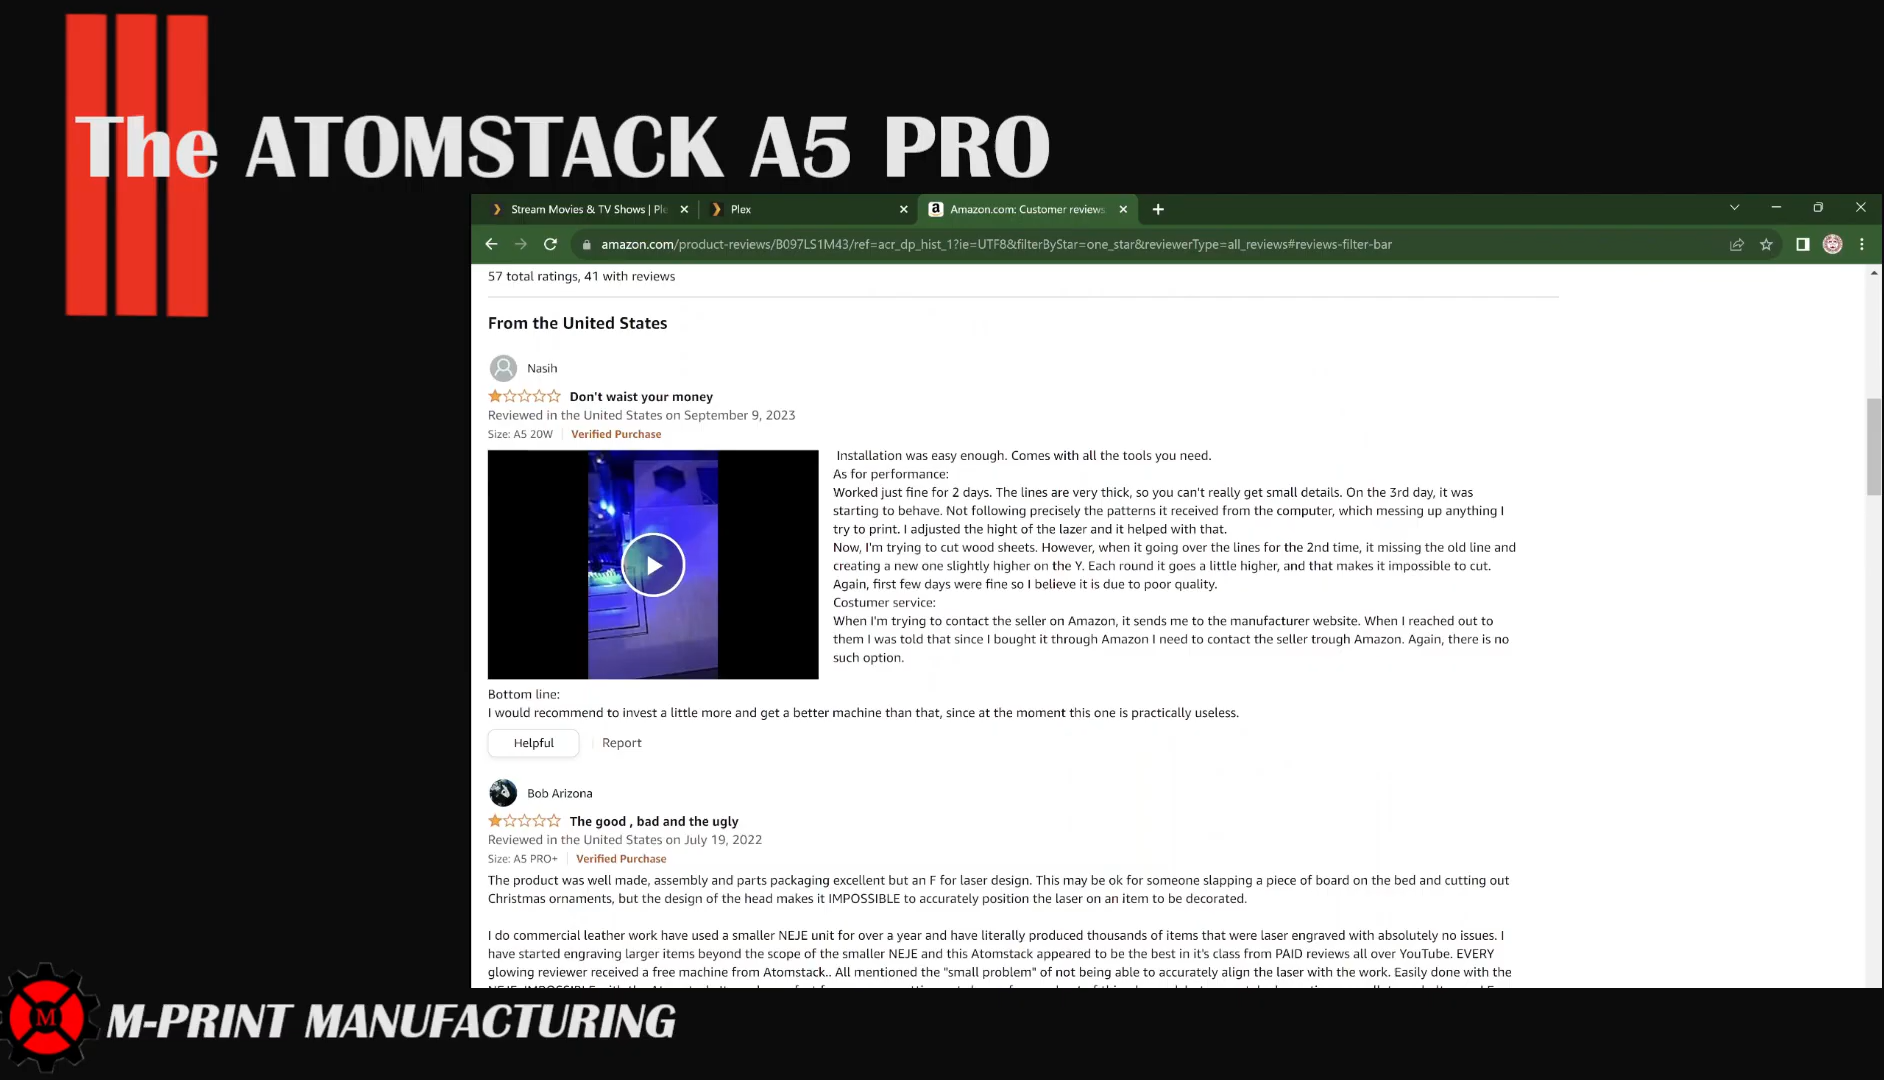 The ATOMSTACK A5 PRO
Stream Movies & TV Shows | Ple
Plex
Amazon.com: Customer reviews
amazon.com/product-reviews/B097LS1M43/ref=acr_dp_hist_1?ie=UTF8&filterByStar=one_star&reviewerType=all_reviews#reviews-filter-bar
57 total ratings, 41 with reviews
From the United States
Nasih
Don't waist your money
Reviewed in the United States on September 9, 2023
Size: A5 20W | Verified Purchase
Installation was easy enough. Comes with all the tools you need.
As for performance:
Worked just fine for 2 days. The lines are very thick, so you can't really get small details. On the 3rd day, it was
starting to behave. Not following precisely the patterns it received from the computer, which messing up anything I
try to print. I adjusted the hight of the lazer and it helped with that.
Now, I'm trying to cut wood sheets. However, when it going over the lines for the 2nd time, it missing the old line and
creating a new one slightly higher on the Y. Each round it goes a little higher, and that makes it impossible to cut.
Again, first few days were fine so I believe it is due to poor quality.
Costumer service:
When I'm trying to contact the seller on Amazon, it sends me to the manufacturer website. When I reached out to
them I was told that since I bought it through Amazon I need to contact the seller trough Amazon. Again, there is no
such option.
Bottom line:
I would recommend to invest a little more and get a better machine than that, since at the moment this one is practically useless.
Helpful
Report
Bob Arizona
The good , bad and the ugly
Reviewed in the United States on July 19, 2022
Size: A5 PRO+ | Verified Purchase
The product was well made, assembly and parts packaging excellent but an F for laser design. This may be ok for someone slapping a piece of board on the bed and cutting out
Christmas ornaments, but the design of the head makes it IMPOSSIBLE to accurately position the laser on an item to be decorated.
I do commercial leather work have used a smaller NEJE unit for over a year and have literally produced thousands of items that were laser engraved with absolutely no issues. I
have started engraving larger items beyond the scope of the smaller NEJE and this Atomstack appeared to be the best in it's class from PAID reviews all over YouTube. EVERY
glowing reviewer received a free machine from Atomstack.. All mentioned the "small problem" of not being able to accurately align the laser with the work. Easily done with the
M
M-PRINT MANUFACTURING